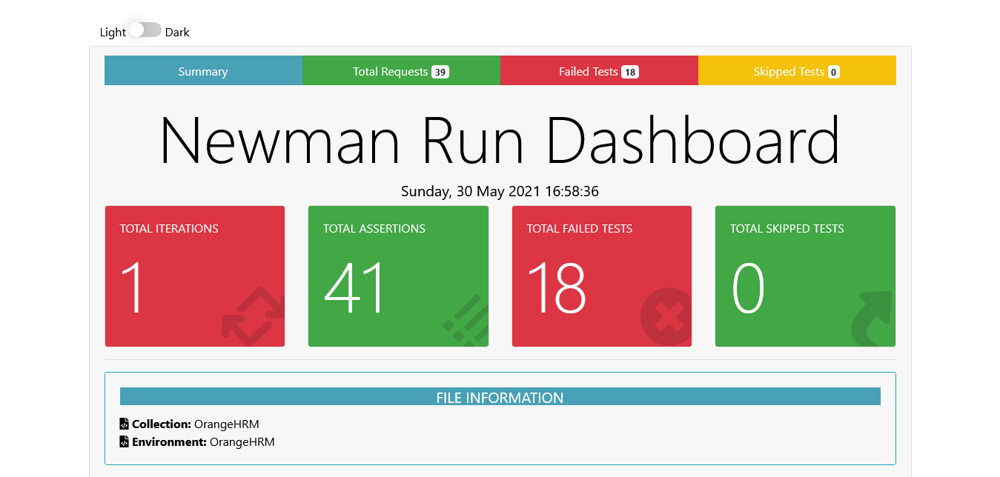 Light Dark
Summary Total Requests 39 Failed Tests 18 Skipped Tests 0
Newman Run Dashboard
Sunday, 30 May 2021 16:58:36
TOTAL ITERATIONS
1
TOTAL ASSERTIONS
41
TOTAL FAILED TESTS
18
TOTAL SKIPPED TESTS
0
FILE INFORMATION
Collection: OrangeHRM
Environment: OrangeHRM